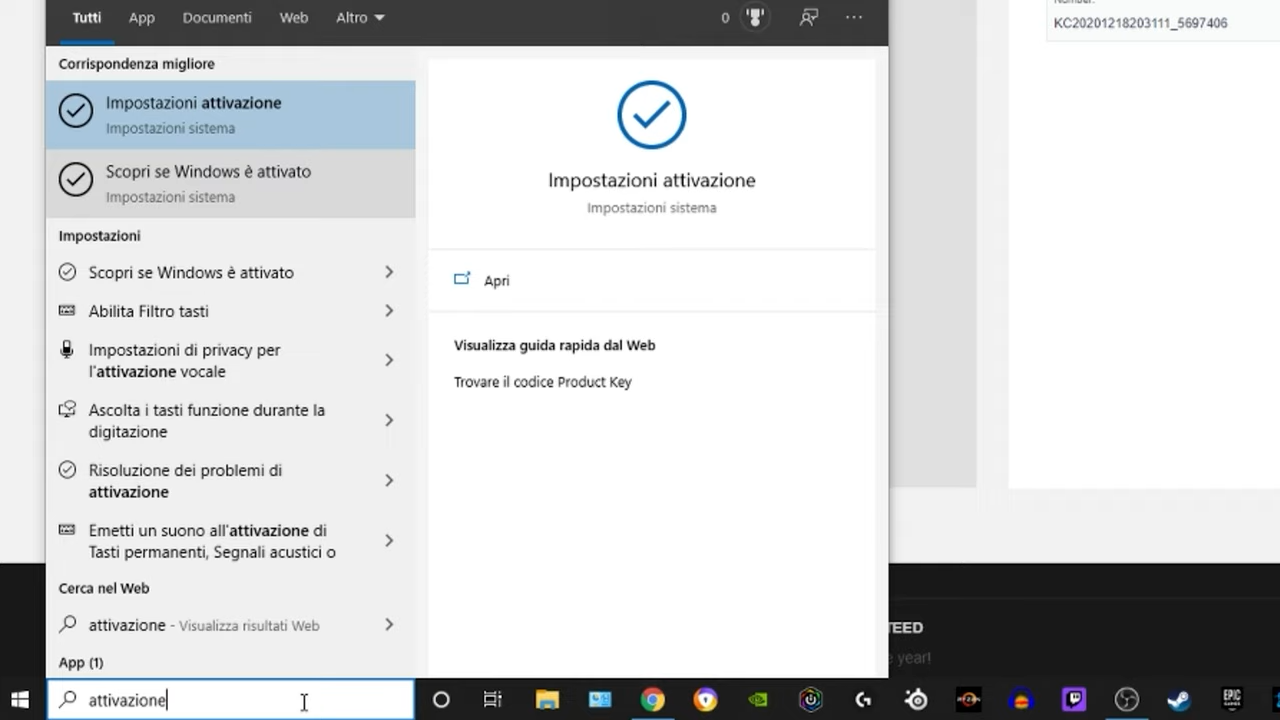 Tutti App Documenti Web Altro 0
KC20201218203111_5697406
Corrispondenza migliore
Impostazioni attivazione
Impostazioni sistema
Scopri se Windows è attivato
Impostazioni sistema
Impostazioni
Scopri se Windows è attivato
Abilita Filtro tasti
Impostazioni di privacy per
l'attivazione vocale
Ascolta i tasti funzione durante la
digitazione
Risoluzione dei problemi di
attivazione
Emetti un suono all'attivazione di
Tasti permanenti, Segnali acustici o
Cerca nel Web
attivazione - Visualizza risultati Web
App (1)
attivazione
Impostazioni attivazione
Impostazioni sistema
Apri
Visualizza guida rapida dal Web
Trovare il codice Product Key
year!
EPIC
GAMES